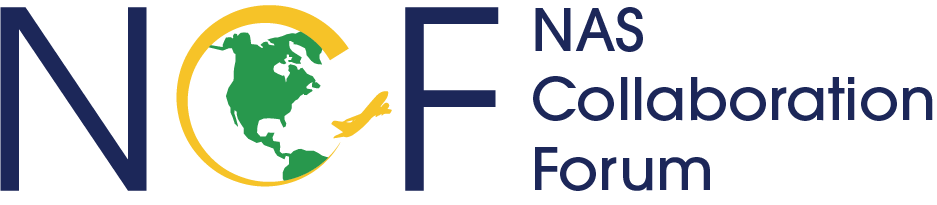 NCF
NAS
Collaboration
Forum